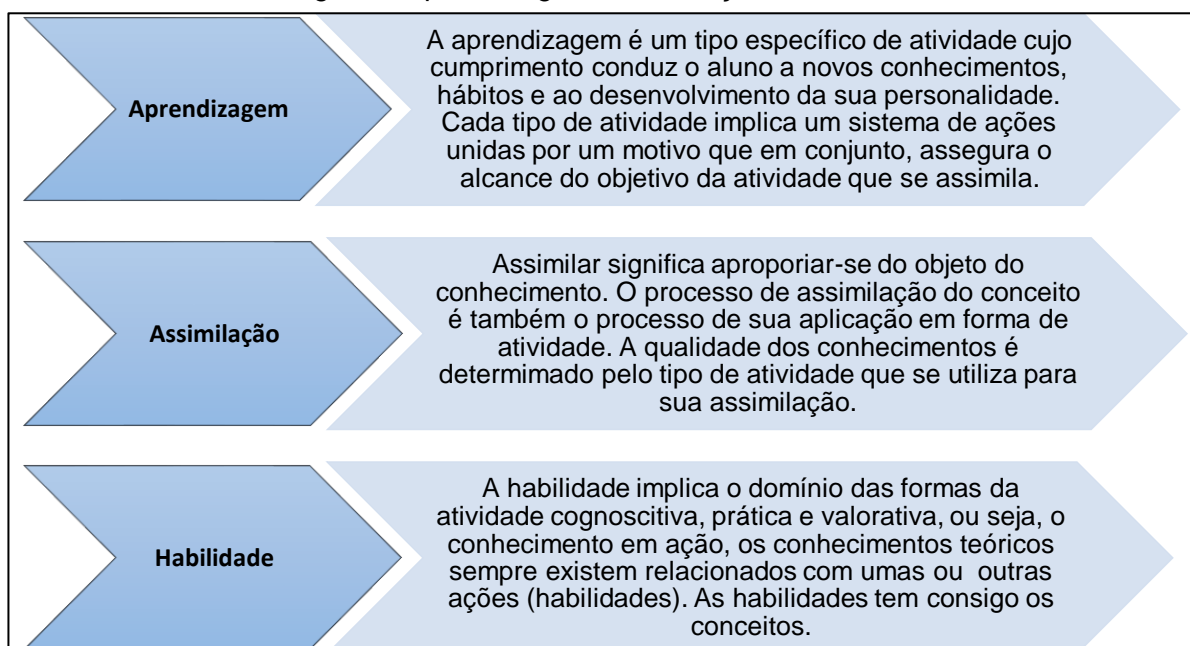 A aprendizagem é um tipo específico de atividade cujo
cumprimento conduz o aluno a novos conhecimentos,
hábitos e ao desenvolvimento da sua personalidade.
Aprendizagem
Cada tipo de atividade implica um sistema de ações
unidas por um motivo que em conjunto, assegura o
alcance do objetivo da atividade que se assimila.
Assimilar significa aproporiar-se do objeto do
conhecimento. O processo de assimilação do conceito
é também o processo de sua aplicação em forma de
Assimilação
atividade. A qualidade dos conhecimentos é
determimado pelo tipo de atividade que se utiliza para
sua assimilação.
A habilidade implica o domínio das formas da
atividade cognoscitiva, prática e valorativa, ou seja, o
conhecimento em ação, os conhecimentos teóricos
Habilidade
sempre existem relacionados com umas ou outras
ações (habilidades). As habilidades tem consigo os
conceitos.